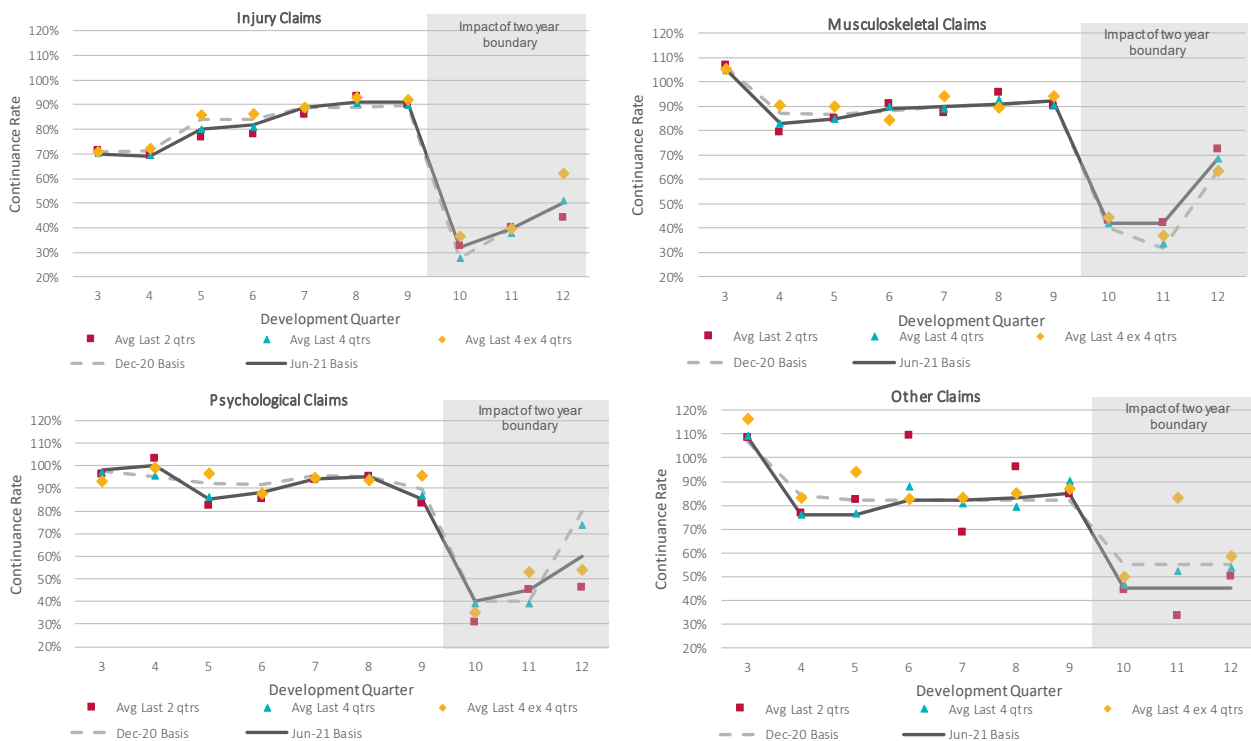 Injury Claims
Impact of two year
boundary
120%
110%
100%
90%
80%
70%
60%
50%
40%
30%
20%
Continuance Rate
3 4 5 6 7 8 9 10 11 12
Development Quarter
Avg Last 2 qtrs Avg Last 4 qtrs Avg Last 4 ex 4 qtrs
Dec-20 Basis Jun-21 Basis
Musculoskeletal Claims
Impact of two year
boundary
120%
110%
100%
90%
80%
70%
60%
50%
40%
30%
20%
Continuance Rate
3 4 5 6 7 8 9 10 11 12
Development Quarter
Avg Last 2 qtrs Avg Last 4 qtrs Avg Last 4 ex 4 qtrs
Dec-20 Basis Jun-21 Basis
Psychological Claims
Impact of two year
boundary
120%
110%
100%
90%
80%
70%
60%
50%
40%
30%
20%
Continuance Rate
3 4 5 6 7 8 9 10 11 12
Development Quarter
Avg Last 2 qtrs Avg Last 4 qtrs Avg Last 4 ex 4 qtrs
Dec-20 Basis Jun-21 Basis
Other Claims
Impact of two year
boundary
120%
110%
100%
90%
80%
70%
60%
50%
40%
30%
20%
Continuance Rate
3 4 5 6 7 8 9 10 11 12
Development Quarter
Avg Last 2 qtrs Avg Last 4 qtrs Avg Last 4 ex 4 qtrs
Dec-20 Basis Jun-21 Basis